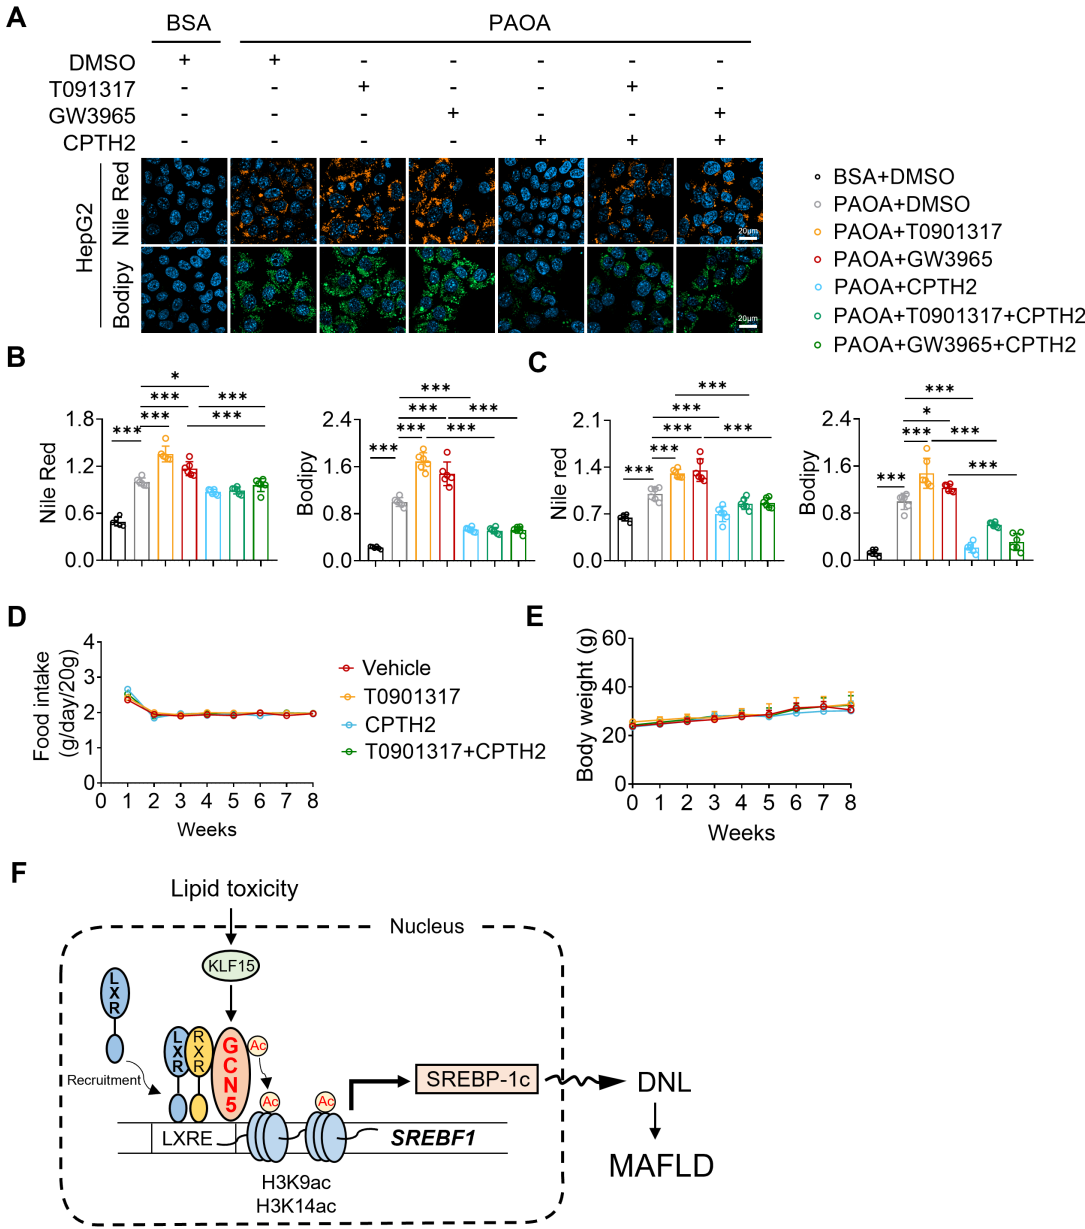 A
BSA PAOA
DMSO + + - - - - -
T091317 - - + - - + -
GW3965 - - - + - - +
CPTH2 - - - - + + +
HepG2
Nile Red
20μm
Bodipy
20μm
BSA+DMSO
PAOA+DMSO
PAOA+T0901317
PAOA+GW3965
PAOA+CPTH2
PAOA+T0901317+CPTH2
PAOA+GW3965+CPTH2
B
Nile Red
1.8
1.2
0.6
0.0
*
*** ***
*** ***
***
Bodipy
2.4
1.6
0.8
0.0
***
*** ***
*** ***
***
C
Nile red
2.1
1.4
0.7
0.0
***
***
*** ***
***
***
Bodipy
2.4
1.6
0.8
0.0
***
*
*** ***
***
***
D
Food intake
(g/day/20g)
4
3
2
1
0
0 1 2 3 4 5 6 7 8
Weeks
Vehicle
T0901317
CPTH2
T0901317+CPTH2
E
Body weight (g)
60
40
20
0
0 1 2 3 4 5 6 7 8
Weeks
F
Lipid toxicity
Nucleus
KLF15
LXR
Recruitment
LXR
RXR
GCN5
Ac
Ac
Ac
LXRE
SREBF1
H3K9ac
H3K14ac
SREBP-1c
DNL
MAFLD